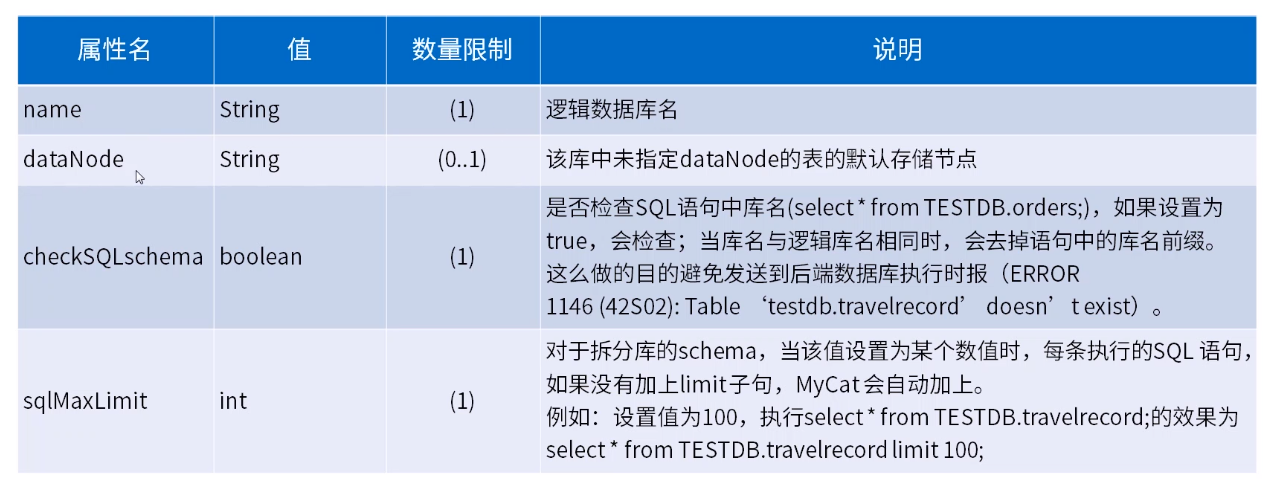 属性名 值 数量限制 说明
name String (1) 逻辑数据库名
dataNode String (0..1) 该库中未指定dataNode的表的默认存储节点
checkSQLschema boolean (1) 是否检查SQL语句中库名(select * from TESTDB.orders;)，如果设置为
true，会检查；当库名与逻辑库名相同时，会去掉语句中的库名前缀。
这么做的目的避免发送到后端数据库执行时报（ERROR
1146 (42S02): Table ‘testdb.travelrecord’ doesn’t exist）。
sqlMaxLimit int (1) 对于拆分库的schema，当该值设置为某个数值时，每条执行的SQL 语句，
如果没有加上limit子句，MyCat会自动加上。
例如：设置值为100，执行select * from TESTDB.travelrecord;的效果为
select * from TESTDB.travelrecord limit 100;